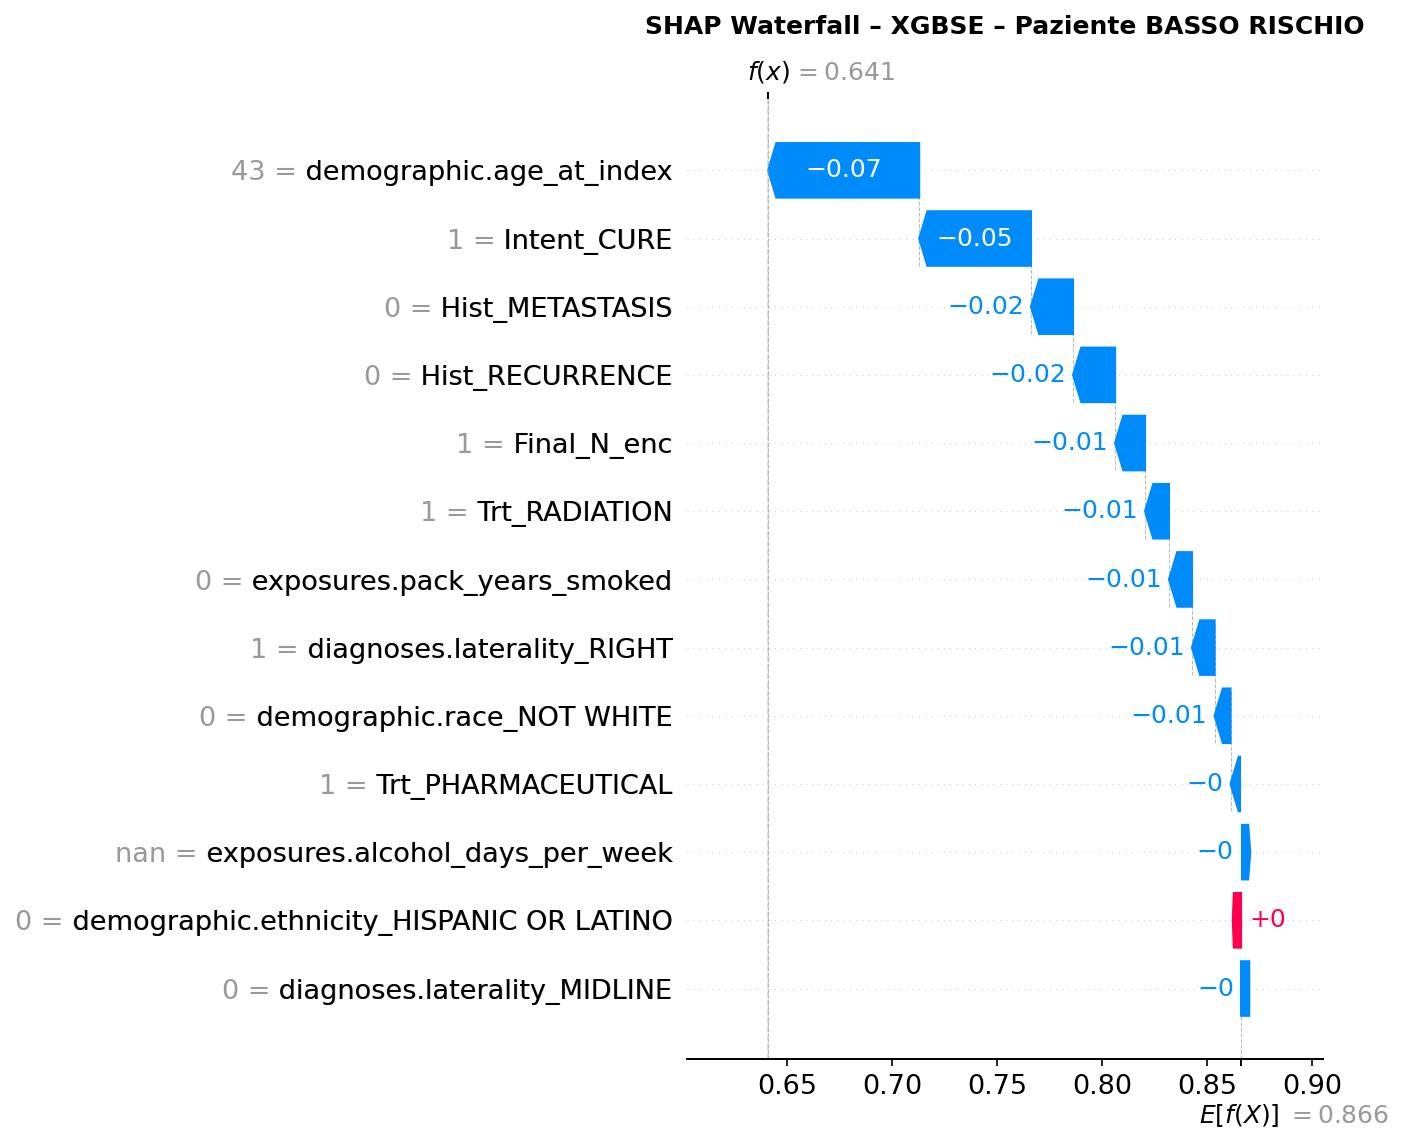 SHAP Waterfall – XGBSE – Paziente BASSO RISCHIO
f(x) = 0.641
43 = demographic.age_at_index −0.07
1 = Intent_CURE −0.05
0 = Hist_METASTASIS −0.02
0 = Hist_RECURRENCE −0.02
1 = Final_N_enc −0.01
1 = Trt_RADIATION −0.01
0 = exposures.pack_years_smoked −0.01
1 = diagnoses.laterality_RIGHT −0.01
0 = demographic.race_NOT WHITE −0.01
1 = Trt_PHARMACEUTICAL −0
nan = exposures.alcohol_days_per_week −0
0 = demographic.ethnicity_HISPANIC OR LATINO +0
0 = diagnoses.laterality_MIDLINE −0
0.65 0.70 0.75 0.80 0.85 0.90
E[f(X)] = 0.866